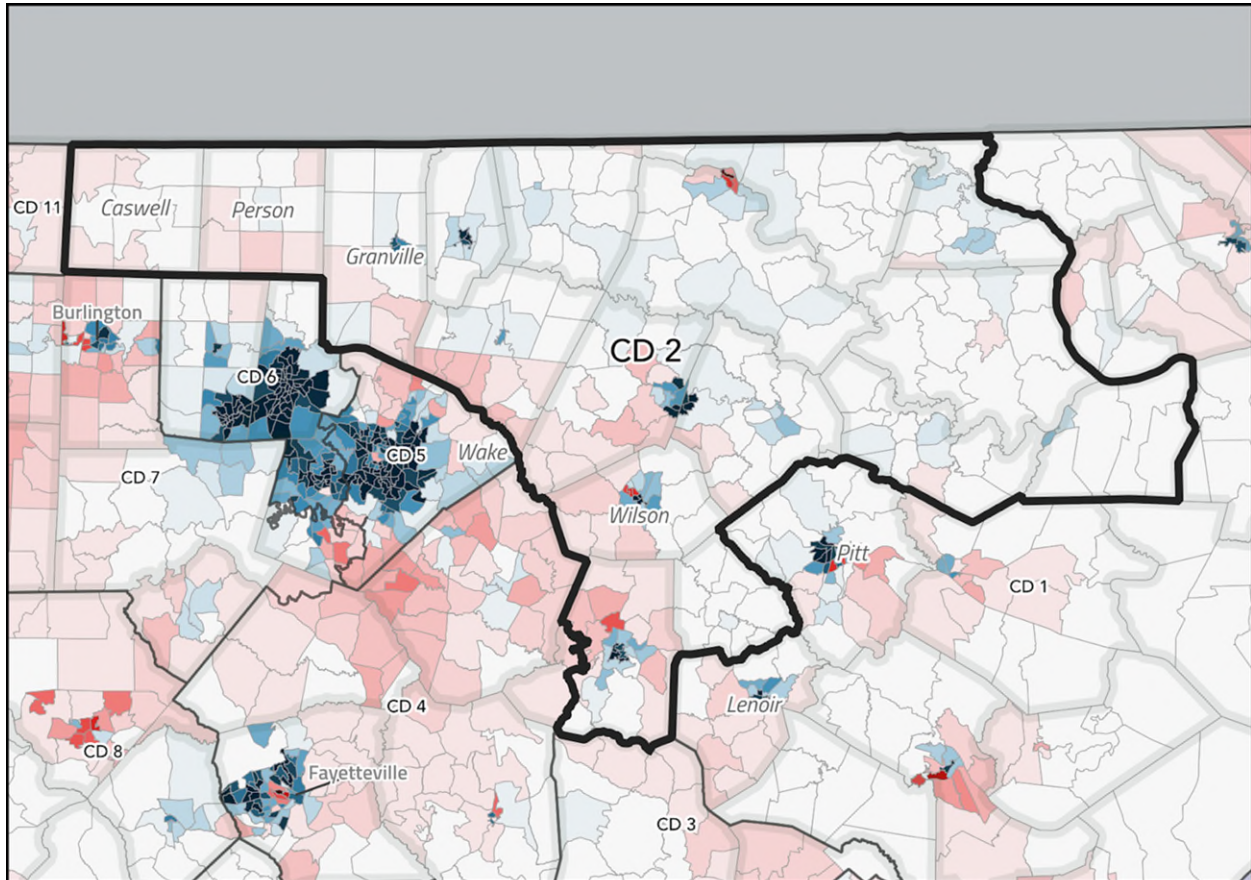 CD 11
Caswell
Person
Granville
Burlington
CD 2
CD 6
CD 5
Wake
CD 7
Wilson
Pitt
CD 1
Lenoir
CD 4
CD 8
Fayetteville
CD 3